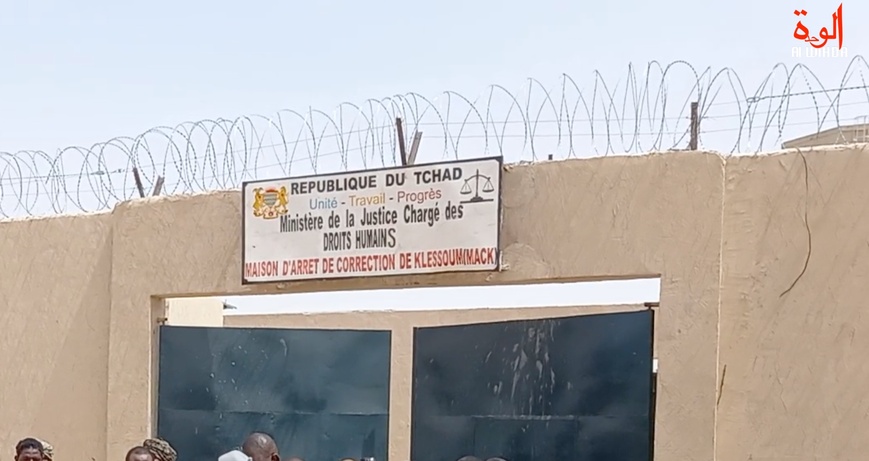 الوحدة
ALWIHDA
REPUBLIQUE DU TCHAD
Unité - Travail - Progrès
Ministère de la Justice Chargé des
DROITS HUMAINS
MAISON D'ARRET DE CORRECTION DE KLESSOUM(MACK)